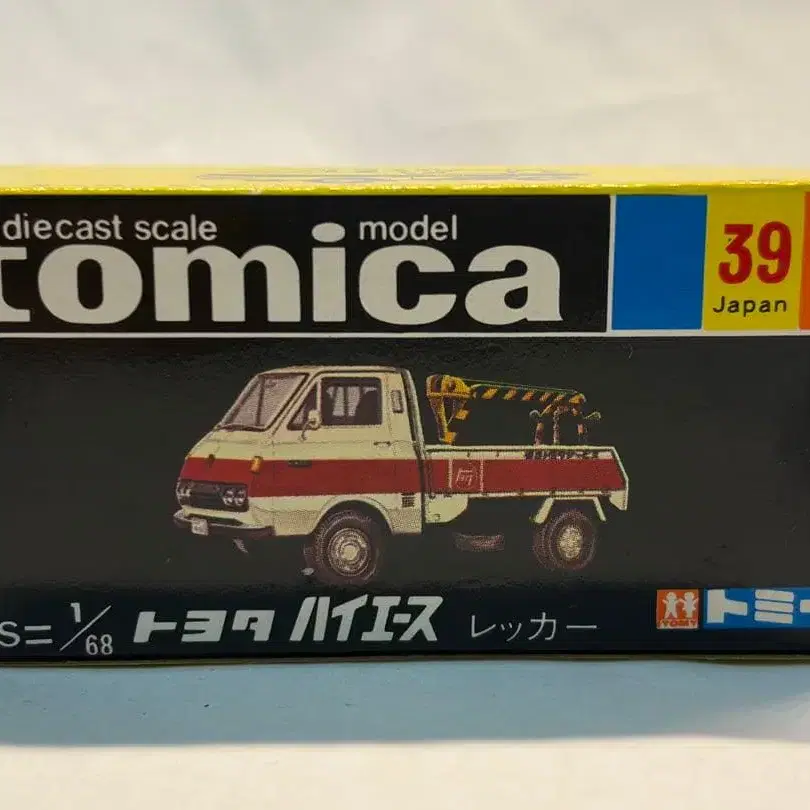 diecast scale model
tomica
39
Japan
S=1/68 トヨタ ハイエース レッカー
TOMY トミー